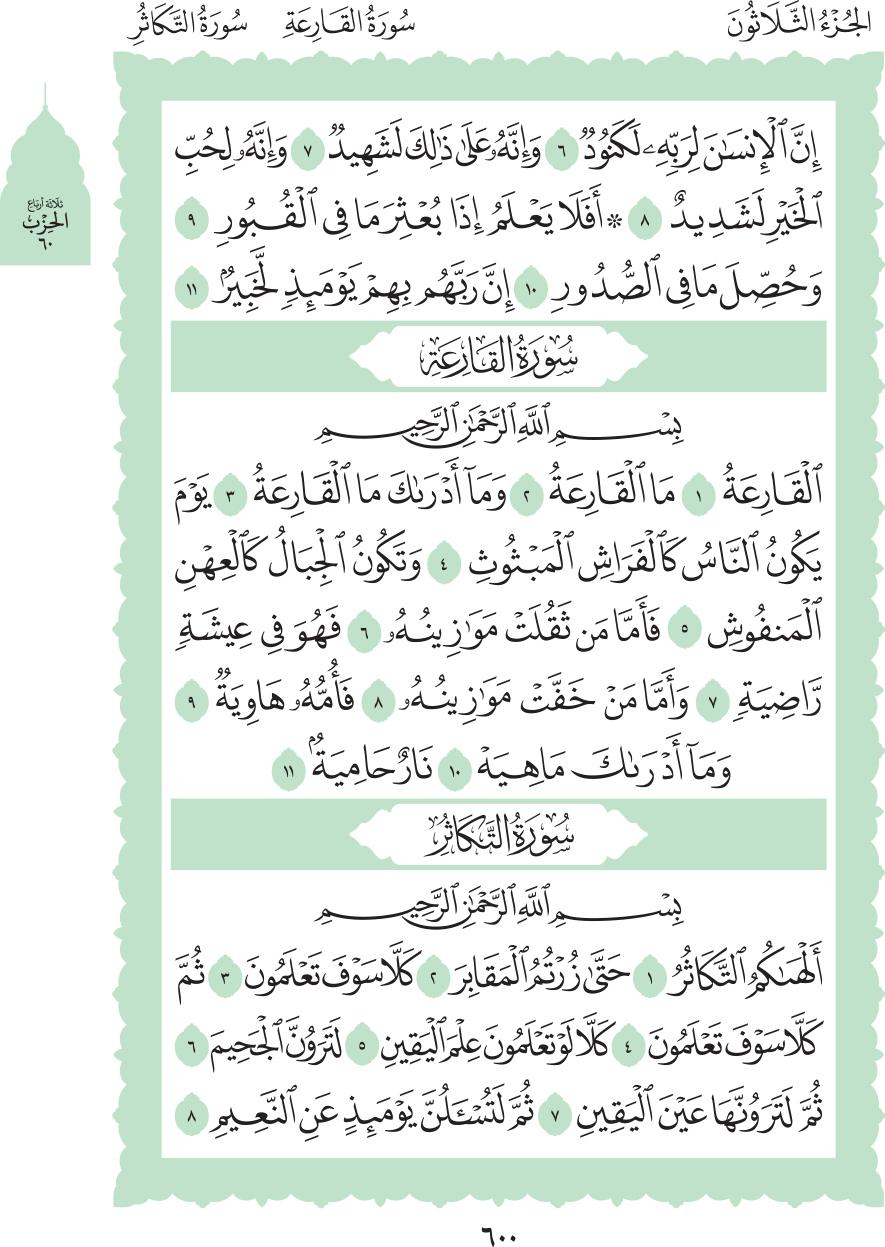 الجُزْءُ الثَّلَاثُونَ
سُورَةُ القَارِعَةِ سُورَةُ التَّكَاثُرِ
ثلاثة أرباع
الحِزْب
٦٠
إِنَّ ٱلْإِنسَـٰنَ لِرَبِّهِۦ لَكَنُودٌ ٦ وَإِنَّهُۥ عَلَىٰ ذَٰلِكَ لَشَهِيدٌ ٧ وَإِنَّهُۥ لِحُبِّ
ٱلْخَيْرِ لَشَدِيدٌ ٨ * أَفَلَا يَعْلَمُ إِذَا بُعْثِرَ مَا فِى ٱلْقُبُورِ ٩
وَحُصِّلَ مَا فِى ٱلصُّدُورِ ١٠ إِنَّ رَبَّهُم بِهِمْ يَوْمَئِذٍ لَّخَبِيرٌۢ ١١
سُورَةُ القَارِعَةِ
بِسْمِ ٱللَّهِ ٱلرَّحْمَـٰنِ ٱلرَّحِيمِ
ٱلْقَارِعَةُ ١ مَا ٱلْقَارِعَةُ ٢ وَمَآ أَدْرَىٰكَ مَا ٱلْقَارِعَةُ ٣ يَوْمَ
يَكُونُ ٱلنَّاسُ كَٱلْفَرَاشِ ٱلْمَبْثُوثِ ٤ وَتَكُونُ ٱلْجِبَالُ كَٱلْعِهْنِ
ٱلْمَنفُوشِ ٥ فَأَمَّا مَن ثَقُلَتْ مَوَٰزِينُهُۥ ٦ فَهُوَ فِى عِيشَةٍ
رَّاضِيَةٍ ٧ وَأَمَّا مَنْ خَفَّتْ مَوَٰزِينُهُۥ ٨ فَأُمُّهُۥ هَاوِيَةٌ ٩
وَمَآ أَدْرَىٰكَ مَا هِيَهْ ١٠ نَارٌ حَامِيَةٌۢ ١١
سُورَةُ التَّكَاثُرِ
بِسْمِ ٱللَّهِ ٱلرَّحْمَـٰنِ ٱلرَّحِيمِ
أَلْهَىٰكُمُ ٱلتَّكَاثُرُ ١ حَتَّىٰ زُرْتُمُ ٱلْمَقَابِرَ ٢ كَلَّا سَوْفَ تَعْلَمُونَ ٣ ثُمَّ
كَلَّا سَوْفَ تَعْلَمُونَ ٤ كَلَّا لَوْ تَعْلَمُونَ عِلْمَ ٱلْيَقِينِ ٥ لَتَرَوُنَّ ٱلْجَحِيمَ ٦
ثُمَّ لَتَرَوُنَّهَا عَيْنَ ٱلْيَقِينِ ٧ ثُمَّ لَتُسْـَٔلُنَّ يَوْمَئِذٍ عَنِ ٱلنَّعِيمِ ٨
٦٠٠